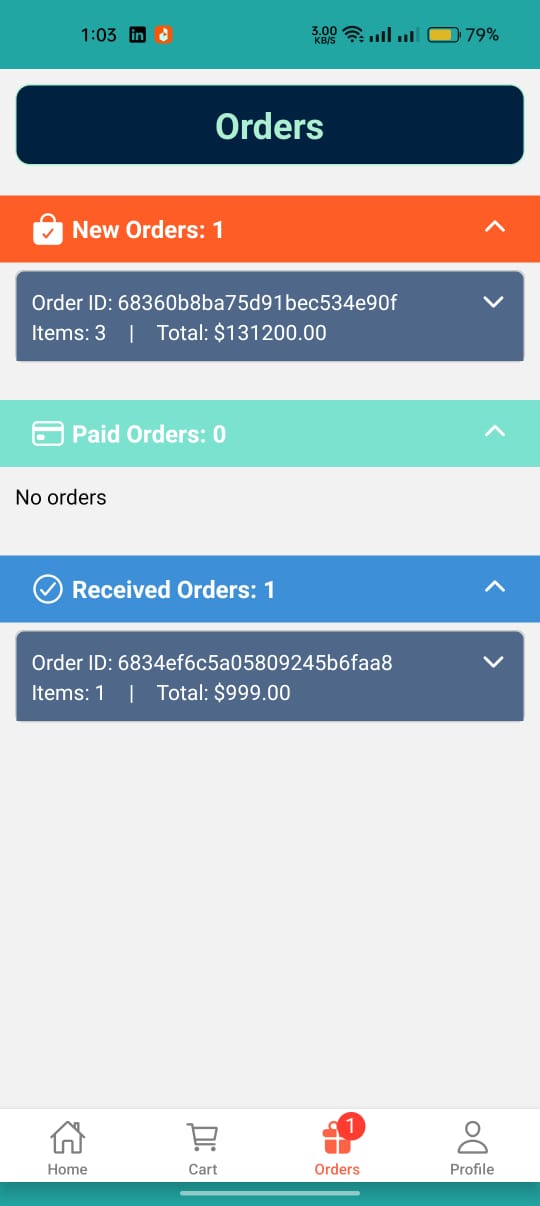 1:03 in 3.00 KB/S 79%
Orders
New Orders: 1
Order ID: 68360b8ba75d91bec534e90f
Items: 3 | Total: $131200.00
Paid Orders: 0
No orders
Received Orders: 1
Order ID: 6834ef6c5a05809245b6faa8
Items: 1 | Total: $999.00
1
Home Cart Orders Profile